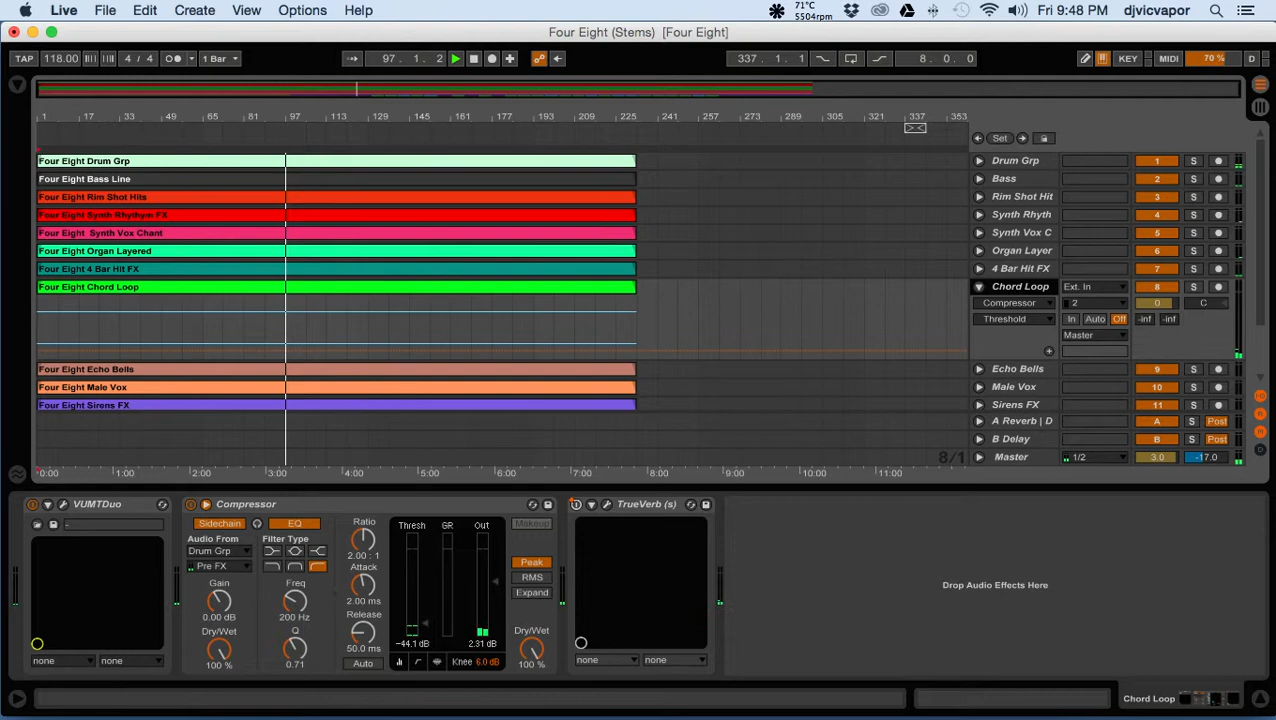 Live File Edit Create View Options Help 71°C 5504rpm Fri 9:48 PM djvicvapor
Four Eight (Stems) [Four Eight]
TAP 118.00 4 / 4 1 Bar 97. 1. 2 337. 1. 1 8. 0. 0 KEY MIDI 70 % D
1 17 33 49 65 81 97 113 129 145 161 177 193 209 225 241 257 273 289 305 321 337 353
Set
Four Eight Drum Grp Drum Grp 1 S
Four Eight Bass Line Bass 2 S
Four Eight Rim Shot Hits Rim Shot Hit 3 S
Four Eight Synth Rhythym FX Synth Rhyth 4 S
Four Eight Synth Vox Chant Synth Vox C 5 S
Four Eight Organ Layered Organ Layer 6 S
Four Eight 4 Bar Hit FX 4 Bar Hit FX 7 S
Four Eight Chord Loop Chord Loop Ext. In 8 S
Compressor 2 0 C
Threshold In Auto Off -inf -inf
Master
Four Eight Echo Bells Echo Bells 9 S
Four Eight Male Vox Male Vox 10 S
Four Eight Sirens FX Sirens FX 11 S
A Reverb | D A S Post
B Delay B S Post
8/1 Master 1/2 3.0 -17.0
0:00 1:00 2:00 3:00 4:00 5:00 6:00 7:00 8:00 9:00 10:00 11:00
VUMTDuo Compressor TrueVerb (s)
Sidechain EQ Ratio Thresh GR Out Makeup
Audio From Filter Type
Drum Grp 2.00 : 1
Pre FX Attack Peak
Gain Freq RMS
0.00 dB 200 Hz 2.00 ms Expand
Dry/Wet Q Release Dry/Wet
100 % 0.71 50.0 ms -44.1 dB 2.31 dB 100 %
none none Auto Knee 6.0 dB none none
Drop Audio Effects Here
Chord Loop